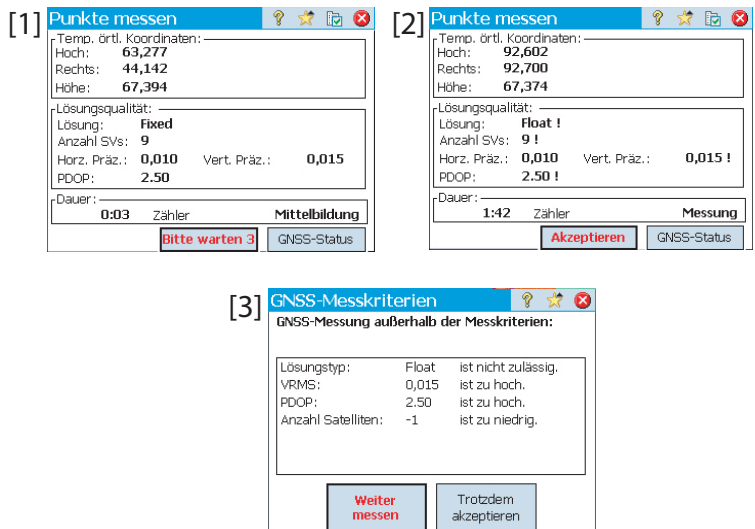 [1] Punkte messen
Temp. örtl. Koordinaten:
Hoch: 63,277
Rechts: 44,142
Höhe: 67,394
Lösungsqualität:
Lösung: Fixed
Anzahl SVs: 9
Horz. Präz.: 0,010 Vert. Präz.: 0,015
PDOP: 2.50
Dauer:
0:03 Zähler Mittelbildung
Bitte warten 3 GNSS-Status
[2] Punkte messen
Temp. örtl. Koordinaten:
Hoch: 92,602
Rechts: 92,700
Höhe: 67,374
Lösungsqualität:
Lösung: Float !
Anzahl SVs: 9 !
Horz. Präz.: 0,010 Vert. Präz.: 0,015 !
PDOP: 2.50 !
Dauer:
1:42 Zähler Messung
Akzeptieren GNSS-Status
[3] GNSS-Messkriterien
GNSS-Messung außerhalb der Messkriterien:
Lösungstyp: Float ist nicht zulässig.
VRMS: 0,015 ist zu hoch.
PDOP: 2.50 ist zu hoch.
Anzahl Satelliten: -1 ist zu niedrig.
Weiter messen
Trotzdem akzeptieren